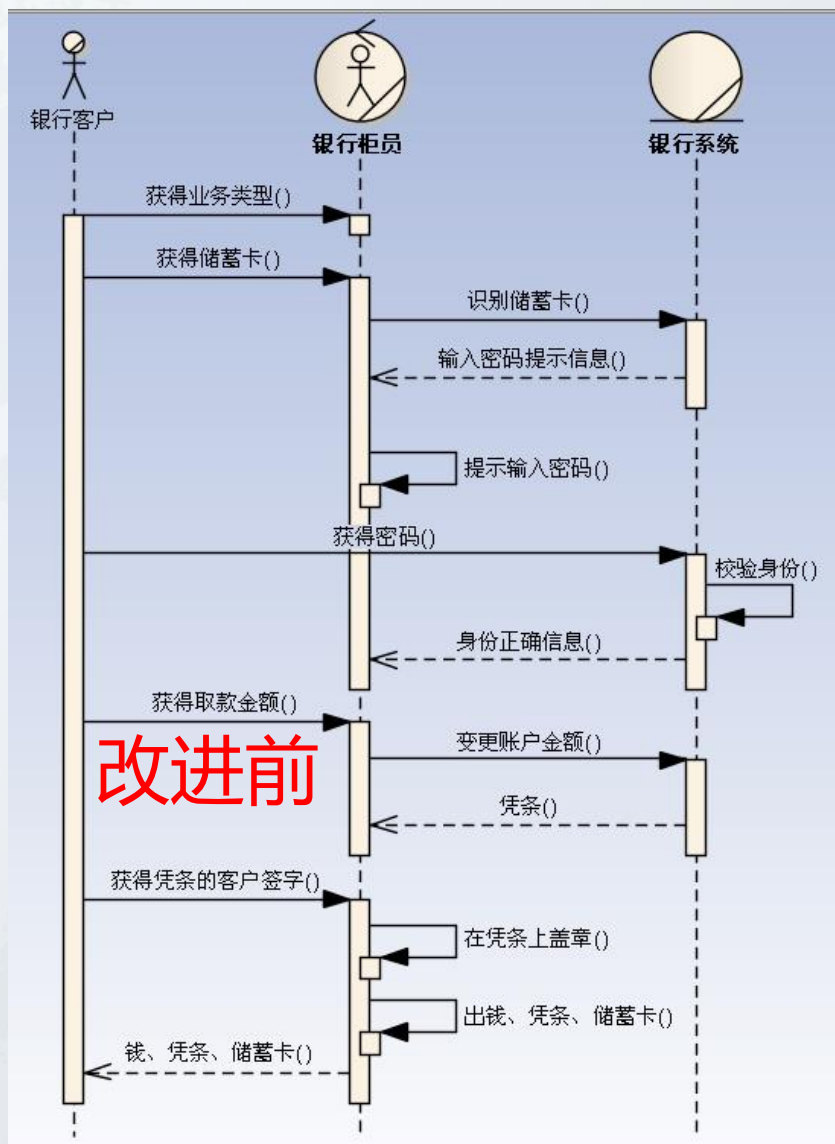 银行客户
银行柜员
银行系统
获得业务类型()
获得储蓄卡()
识别储蓄卡()
输入密码提示信息()
提示输入密码()
获得密码()
校验身份()
身份正确信息()
获得取款金额()
改进前
变更账户金额()
凭条()
获得凭条的客户签字()
在凭条上盖章()
出钱、凭条、储蓄卡()
钱、凭条、储蓄卡()